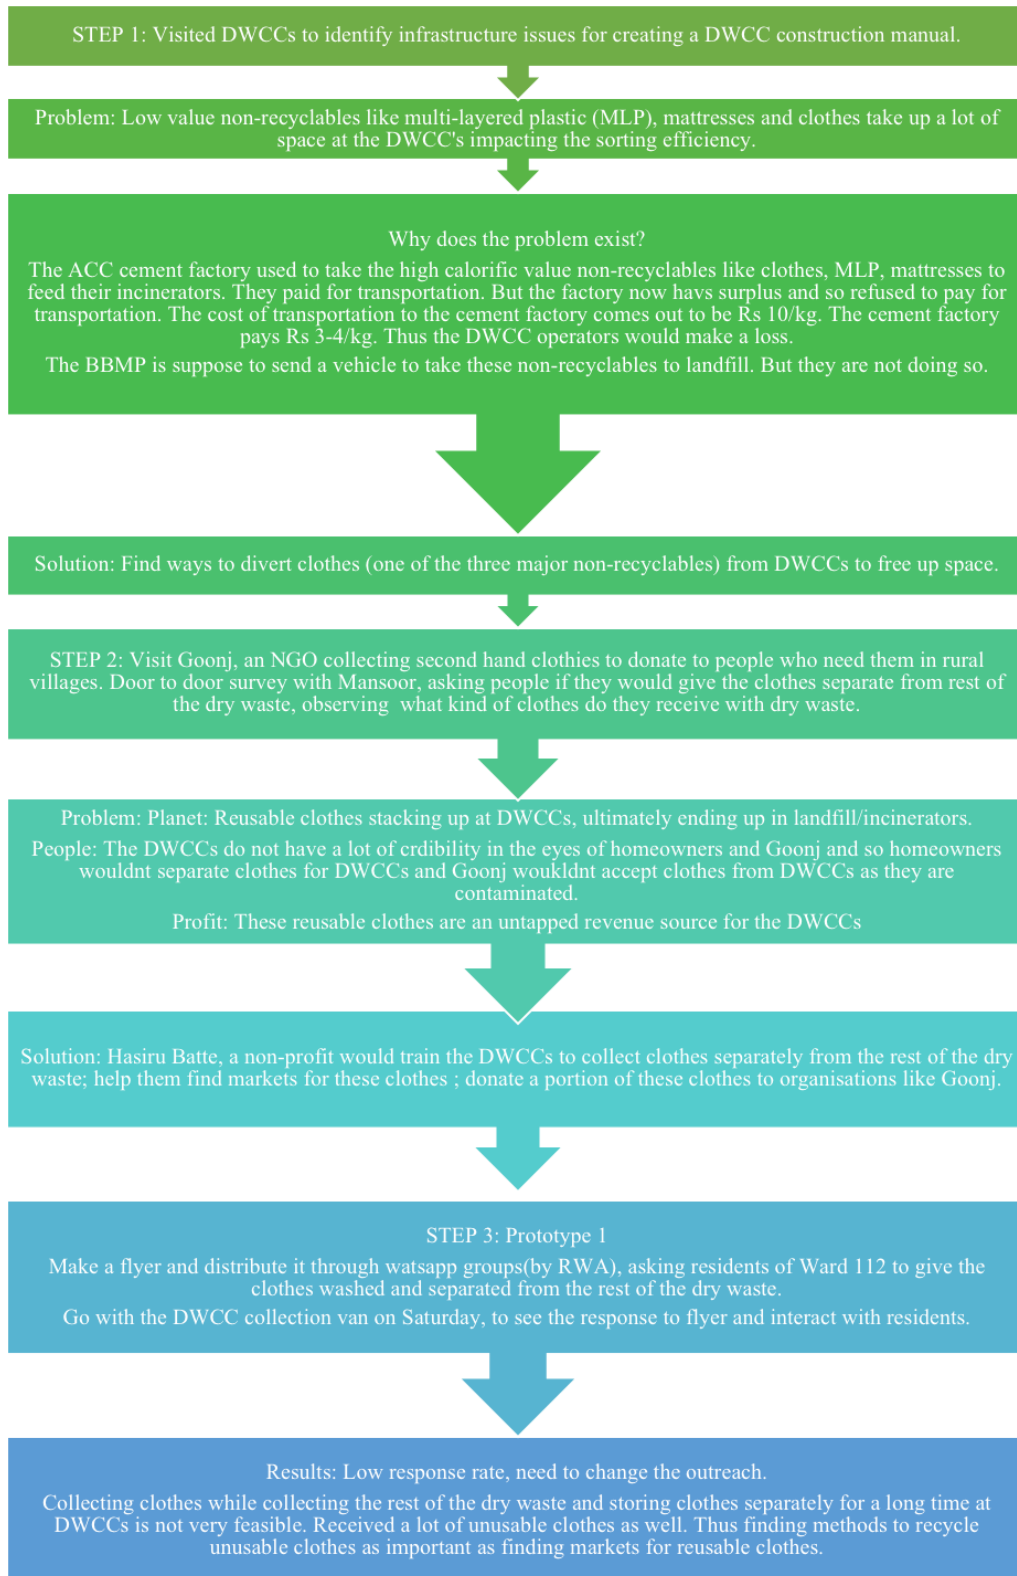 STEP 1: Visited DWCCs to identify infrastructure issues for creating a DWCC construction manual.
Problem: Low value non-recyclables like multi-layered plastic (MLP), mattresses and clothes take up a lot of
space at the DWCC's impacting the sorting efficiency.
Why does the problem exist?
The ACC cement factory used to take the high calorific value non-recyclables like clothes, MLP, mattresses to
feed their incinerators. They paid for transportation. But the factory now havs surplus and so refused to pay for
transportation. The cost of transportation to the cement factory comes out to be Rs 10/kg. The cement factory
pays Rs 3-4/kg. Thus the DWCC operators would make a loss.
The BBMP is suppose to send a vehicle to take these non-recyclables to landfill. But they are not doing so.
Solution: Find ways to divert clothes (one of the three major non-recyclables) from DWCCs to free up space.
STEP 2: Visit Goonj, an NGO collecting second hand clothies to donate to people who need them in rural
villages. Door to door survey with Mansoor, asking people if they would give the clothes separate from rest of
the dry waste, observing  what kind of clothes do they receive with dry waste.
Problem: Planet: Reusable clothes stacking up at DWCCs, ultimately ending up in landfill/incinerators.
People: The DWCCs do not have a lot of crdibility in the eyes of homeowners and Goonj and so homeowners
wouldnt separate clothes for DWCCs and Goonj woukldnt accept clothes from DWCCs as they are
contaminated.
Profit: These reusable clothes are an untapped revenue source for the DWCCs
Solution: Hasiru Batte, a non-profit would train the DWCCs to collect clothes separately from the rest of the dry
waste; help them find markets for these clothes ; donate a portion of these clothes to organisations like Goonj.
STEP 3: Prototype 1
Make a flyer and distribute it through watsapp groups(by RWA), asking residents of Ward 112 to give the
clothes washed and separated from the rest of the dry waste.
Go with the DWCC collection van on Saturday, to see the response to flyer and interact with residents.
Results: Low response rate, need to change the outreach.
Collecting clothes while collecting the rest of the dry waste and storing clothes separately for a long time at
DWCCs is not very feasible. Received a lot of unusable clothes as well. Thus finding methods to recycle
unusable clothes as important as finding markets for reusable clothes.